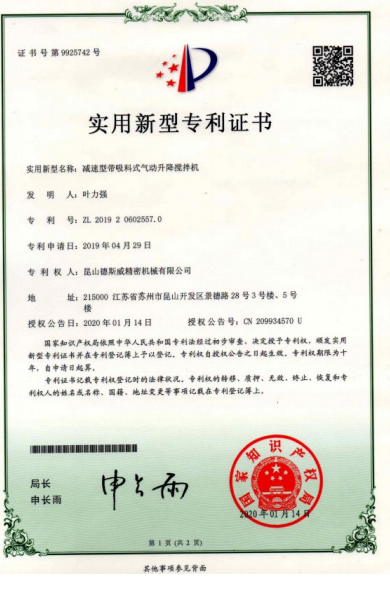 证书号第9925742号
实用新型专利证书
实用新型名称：减速型带吸料式气动升降搅拌机
发明人：叶力强
专利号：ZL 2019 2 0602557.0
专利申请日：2019年04月29日
专利权人：昆山德斯威精密机械有限公司
地址：215000 江苏省苏州市昆山开发区景德路28号3号楼、5号
楼
授权公告日：2020年01月14日 授权公告号：CN 209934570 U
国家知识产权局依照中华人民共和国专利法经过初步审查，决定授予专利权，颁发实用
新型专利证书并在专利登记簿上予以登记。专利权自授权公告之日起生效。专利权期限为十
年，自申请日起算。
专利证书记载专利权登记时的法律状况。专利权的转移、质押、无效、终止、恢复和专
利权人的姓名或名称、国籍、地址变更等事项记载在专利登记簿上。
局长
申长雨
申长雨
国家知识产权局
2020年01月14日
第1页（共2页）
其他事项参见背面